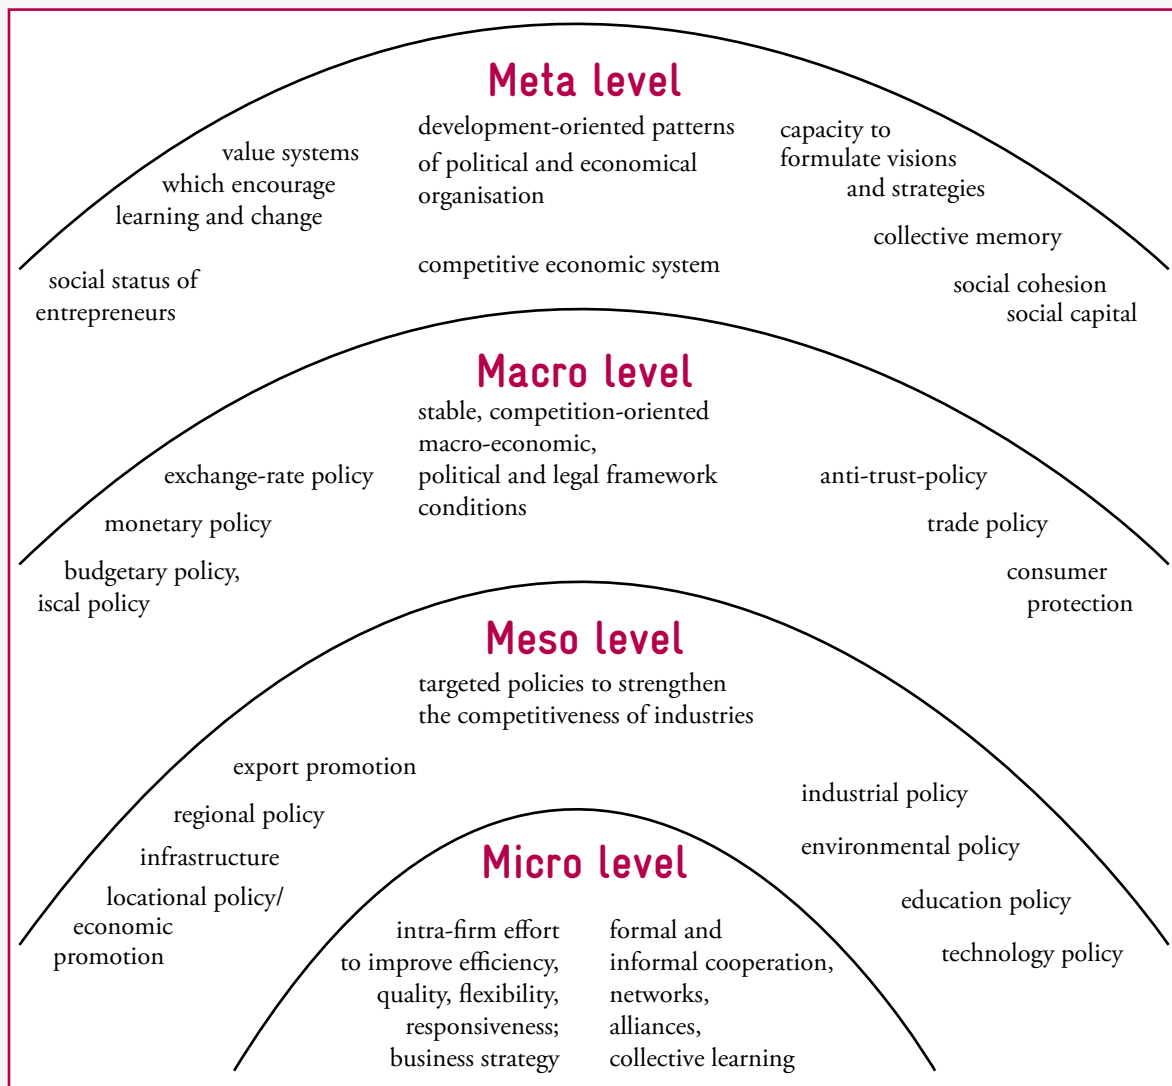 Meta level
value systems
which encourage
learning and change
social status of
entrepreneurs
development-oriented patterns
of political and economical
organisation
competitive economic system
capacity to
formulate visions
and strategies
collective memory
social cohesion
social capital
Macro level
exchange-rate policy
monetary policy
budgetary policy,
iscal policy
stable, competition-oriented
macro-economic,
political and legal framework
conditions
anti-trust-policy
trade policy
consumer
protection
Meso level
targeted policies to strengthen
the competitiveness of industries
export promotion
regional policy
infrastructure
locational policy/
economic
promotion
industrial policy
environmental policy
education policy
technology policy
Micro level
intra-firm effort
to improve efficiency,
quality, flexibility,
responsiveness;
business strategy
formal and
informal cooperation,
networks,
alliances,
collective learning